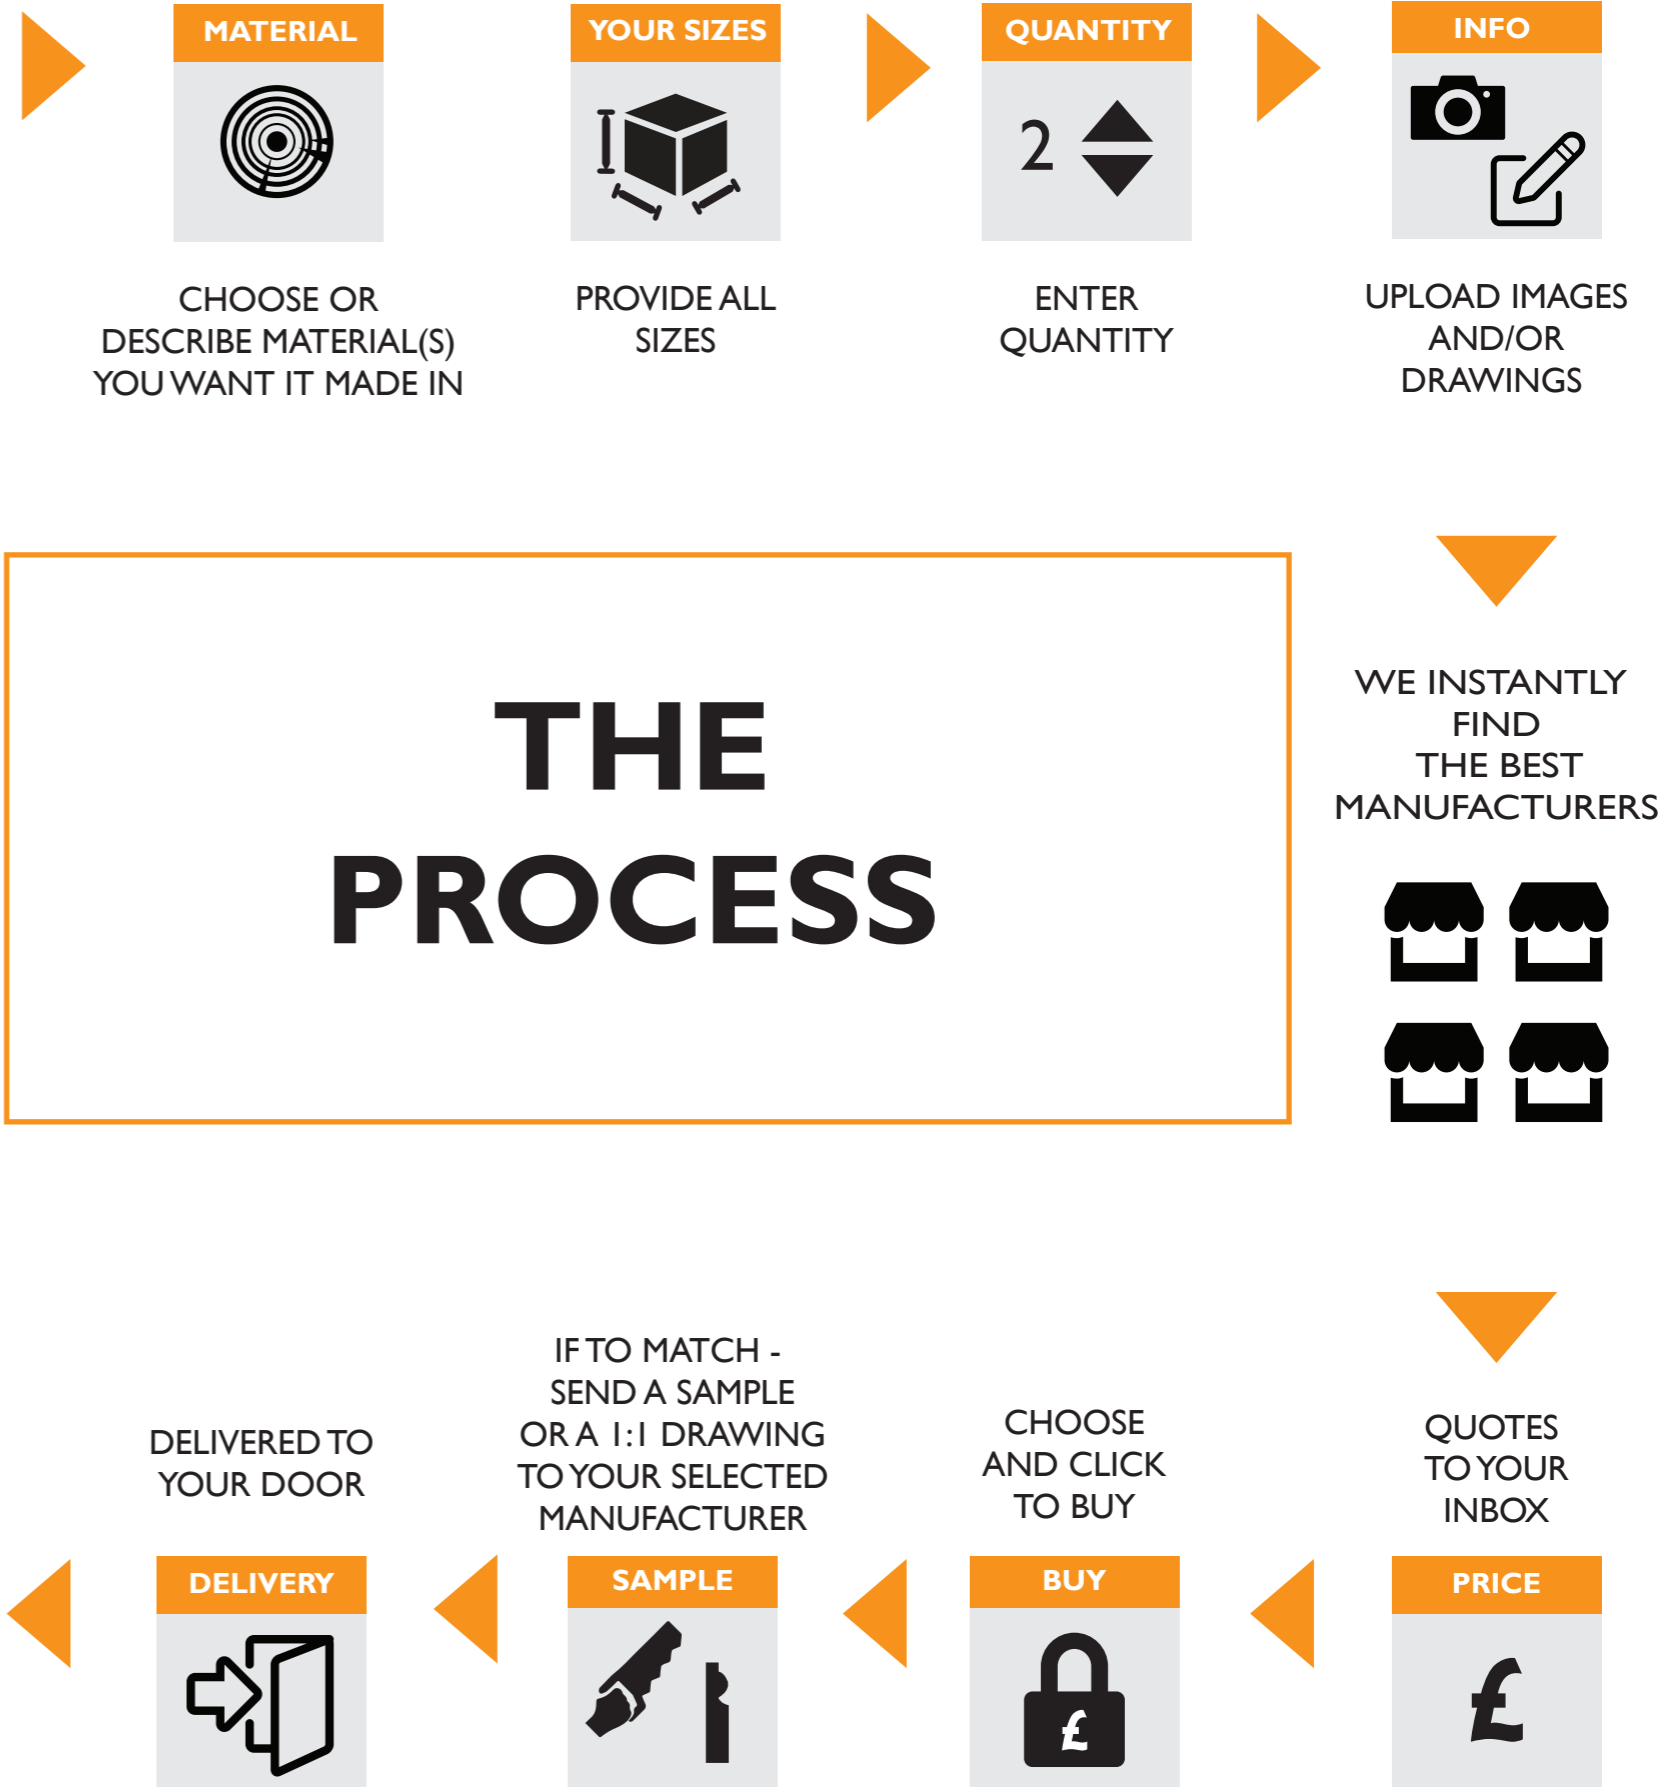 MATERIAL
CHOOSE OR
DESCRIBE MATERIAL(S)
YOU WANT IT MADE IN
YOUR SIZES
PROVIDE ALL
SIZES
QUANTITY
2
ENTER
QUANTITY
INFO
UPLOAD IMAGES
AND/OR
DRAWINGS
THE
PROCESS
WE INSTANTLY
FIND
THE BEST
MANUFACTURERS
QUOTES
TO YOUR
INBOX
PRICE
£
CHOOSE
AND CLICK
TO BUY
BUY
£
IF TO MATCH -
SEND A SAMPLE
OR A 1:1 DRAWING
TO YOUR SELECTED
MANUFACTURER
SAMPLE
DELIVERED TO
YOUR DOOR
DELIVERY